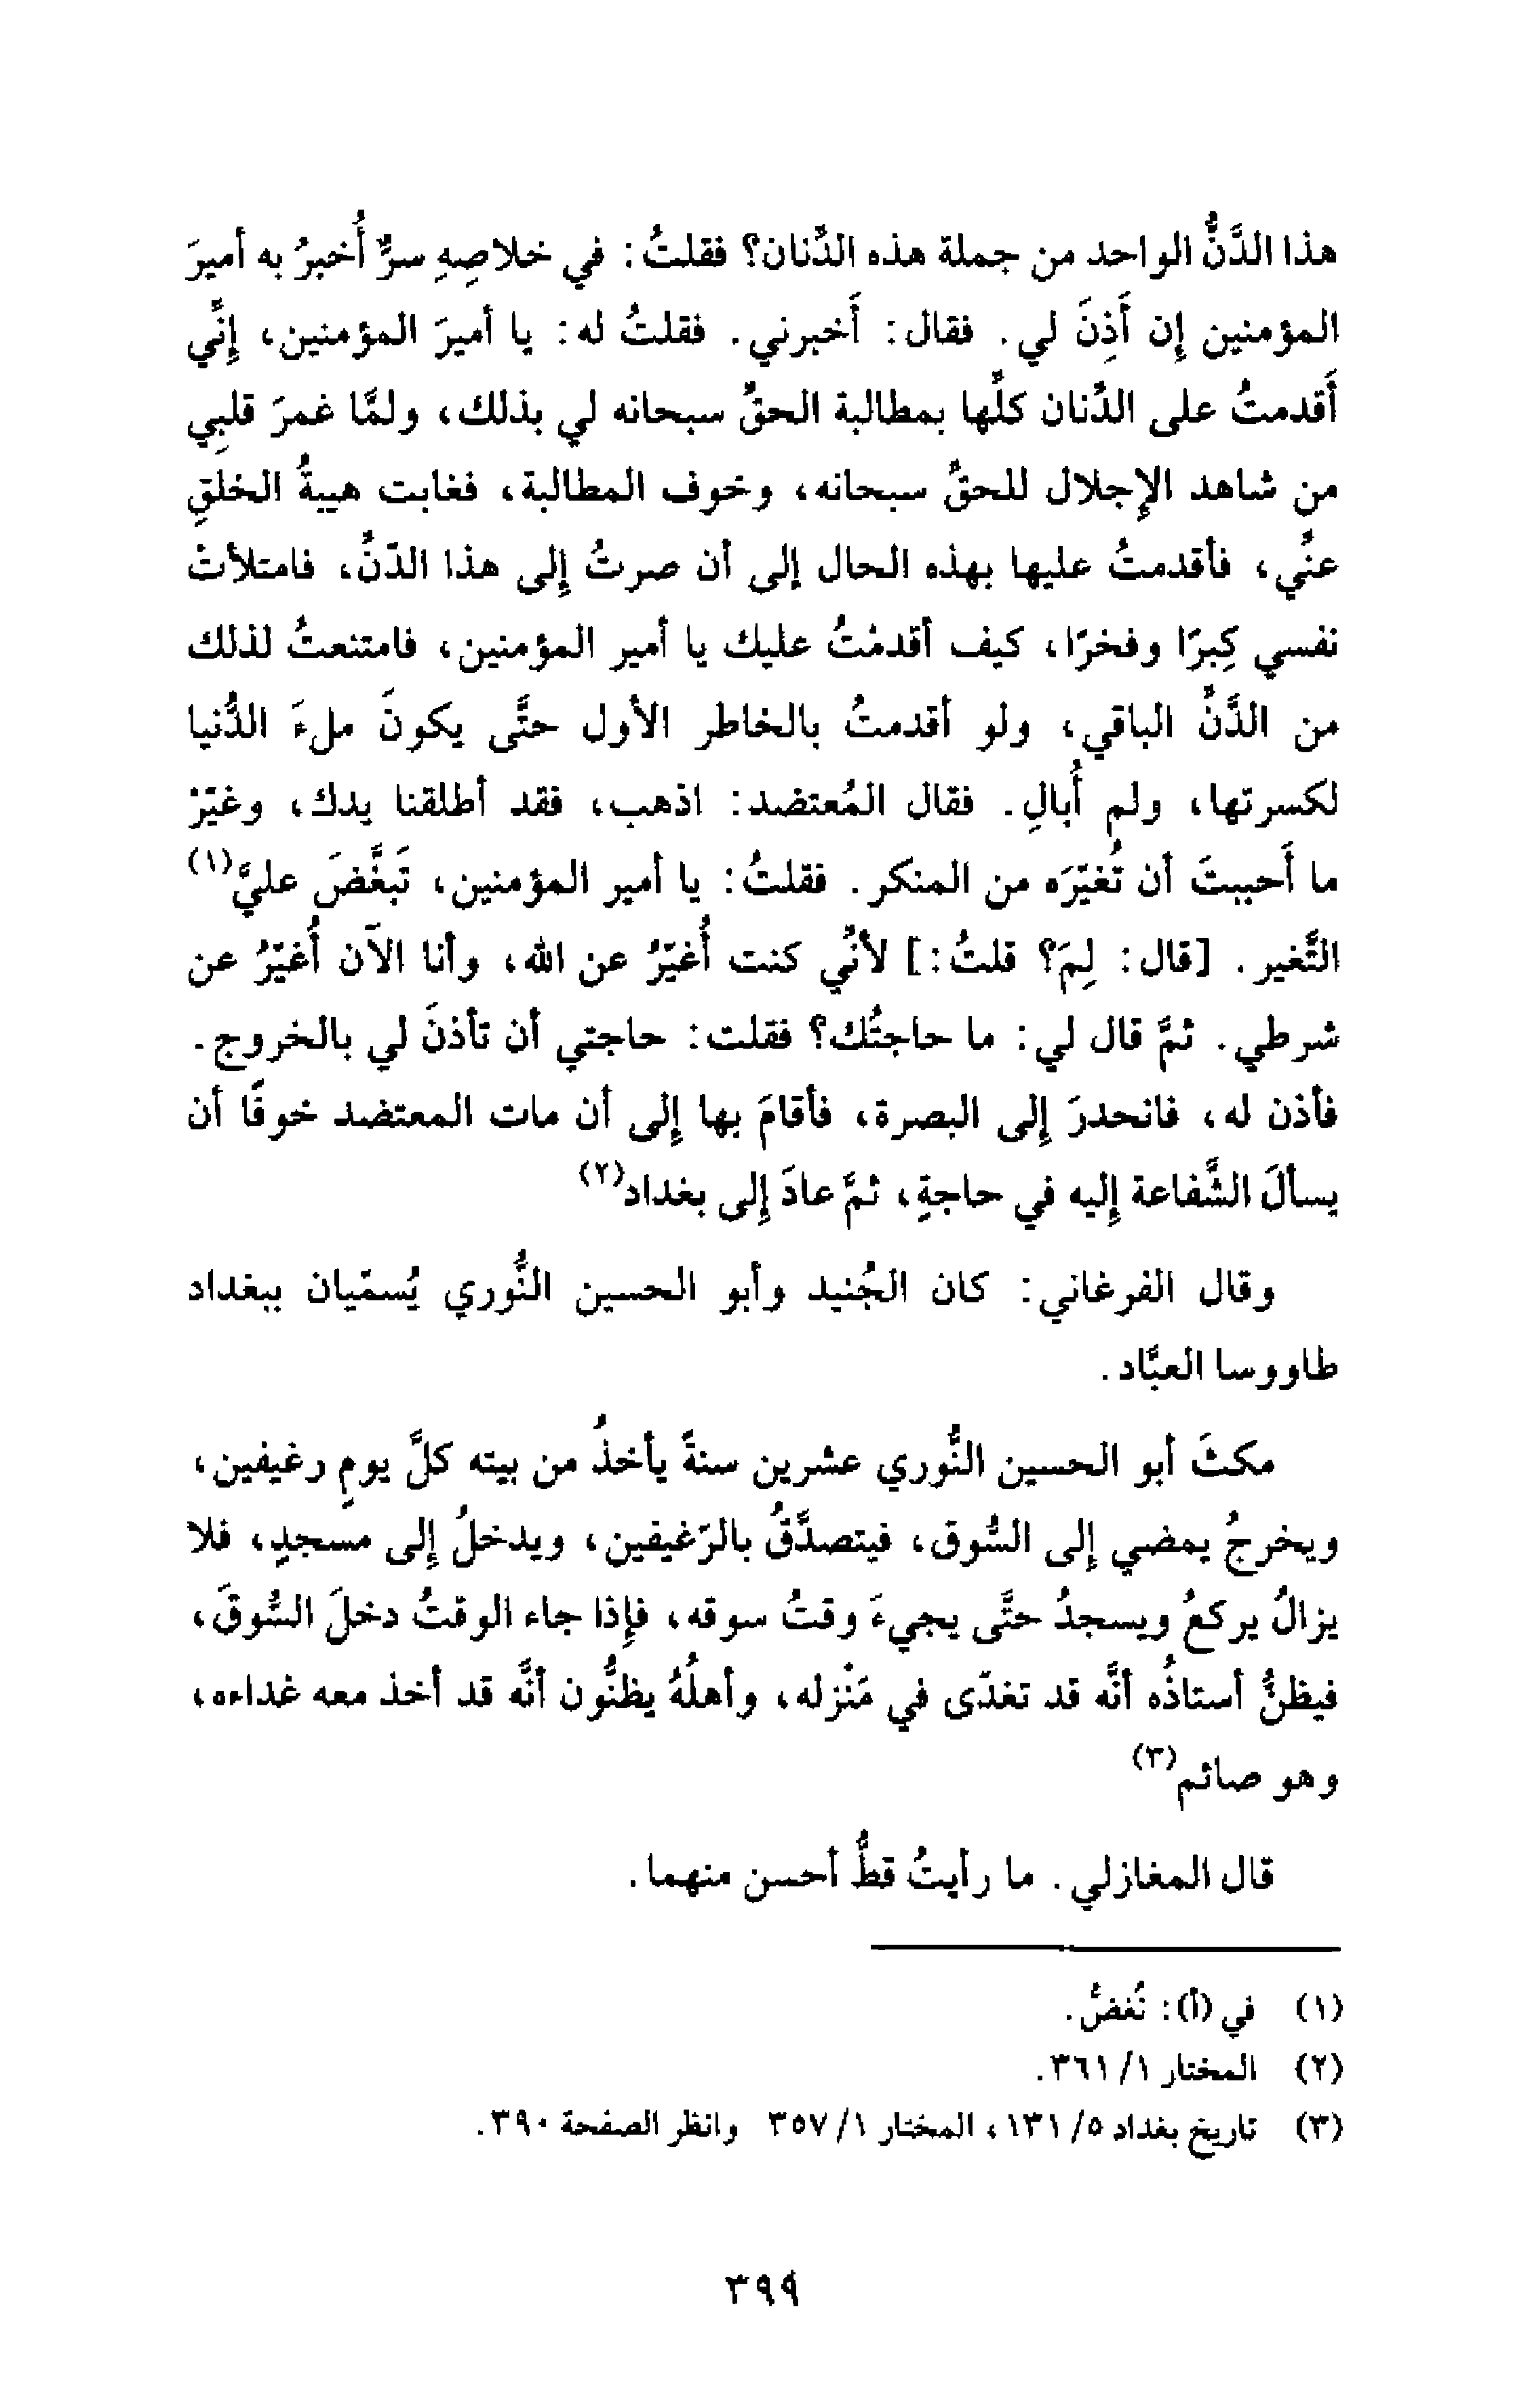 هذا الدَّنُّ الواحد من جملة هذه الدِّنان؟ فقلتُ: في خلاصِهِ سرٌّ أُخبرُ به أميرَ
المؤمنين إن أَذِنَ لي. فقال: أَخبرني. فقلتُ له: يا أميرَ المؤمنين، إنِّي
أَقدمتُ على الدِّنان كلِّها بمطالبة الحقِّ سبحانه لي بذلك، ولمَّا غمرَ قلبِي
من شاهد الإجلال للحقِّ سبحانه، وخوف المطالبة، فغابت هيبةُ الخلقِ
عنِّي، فأقدمتُ عليها بهذه الحال إلى أن صرتُ إلى هذا الدّنِّ، فامتلأتْ
نفسي كِبرًا وفخرًا، كيف أقدمْتُ عليك يا أمير المؤمنين، فامتنعتُ لذلك
من الدَّنِّ الباقي، ولو أقدمتُ بالخاطر الأول حتَّى يكونَ ملءَ الدُّنيا
لكسرتها، ولم أُبالِ. فقال المُعتضد: اذهب، فقد أطلقنا يدك، وغيّرْ
ما أَحببتَ أن تُغيّرَه من المنكر. فقلتُ: يا أمير المؤمنين، تَبغَّضَ عليَّ(١)
التَّغير. [قال: لِمَ؟ قلتُ:] لأنِّي كنت أُغيّرُ عن الله، وأنا الآن أُغيّرُ عن
شرطي. ثمَّ قال لي: ما حاجتُك؟ فقلت: حاجتي أن تأذنَ لي بالخروج.
فأذن له، فانحدرَ إلى البصرة، فأقامَ بها إلى أن مات المعتضد خوفًا أن
يسألَ الشَّفاعة إليه في حاجةٍ، ثمَّ عادَ إلى بغداد(٢)
وقال الفرغاني: كان الجُنيد وأبو الحسين النُّوري يُسمّيان ببغداد
طاووسا العبَّاد.
مكثَ أبو الحسين النُّوري عشرين سنةً يأخذُ من بيته كلَّ يومٍ رغيفين،
ويخرجُ يمضي إلى السُّوق، فيتصدَّقُ بالرّغيفين، ويدخلُ إلى مسجدٍ، فلا
يزالُ يركعُ ويسجدُ حتَّى يجيءَ وقتُ سوقه، فإذا جاء الوقتُ دخلَ السُّوقَ،
فيظنُّ أستاذُه أنَّه قد تغدّى في مَنْزله، وأهلُهُ يظنُّون أنَّه قد أخذ معه غداءه،
وهو صائم(٣)
قال المغازلي. ما رأيتُ قطُّ أحسن منهما.
(١) في (أ): نُغضُّ.
(٢) المختار ١/ ٣٦١.
(٣) تاريخ بغداد ٥/ ١٣١، المختار ١/ ٣٥٧ وانظر الصفحة ٣٩٠.
٣٩٩